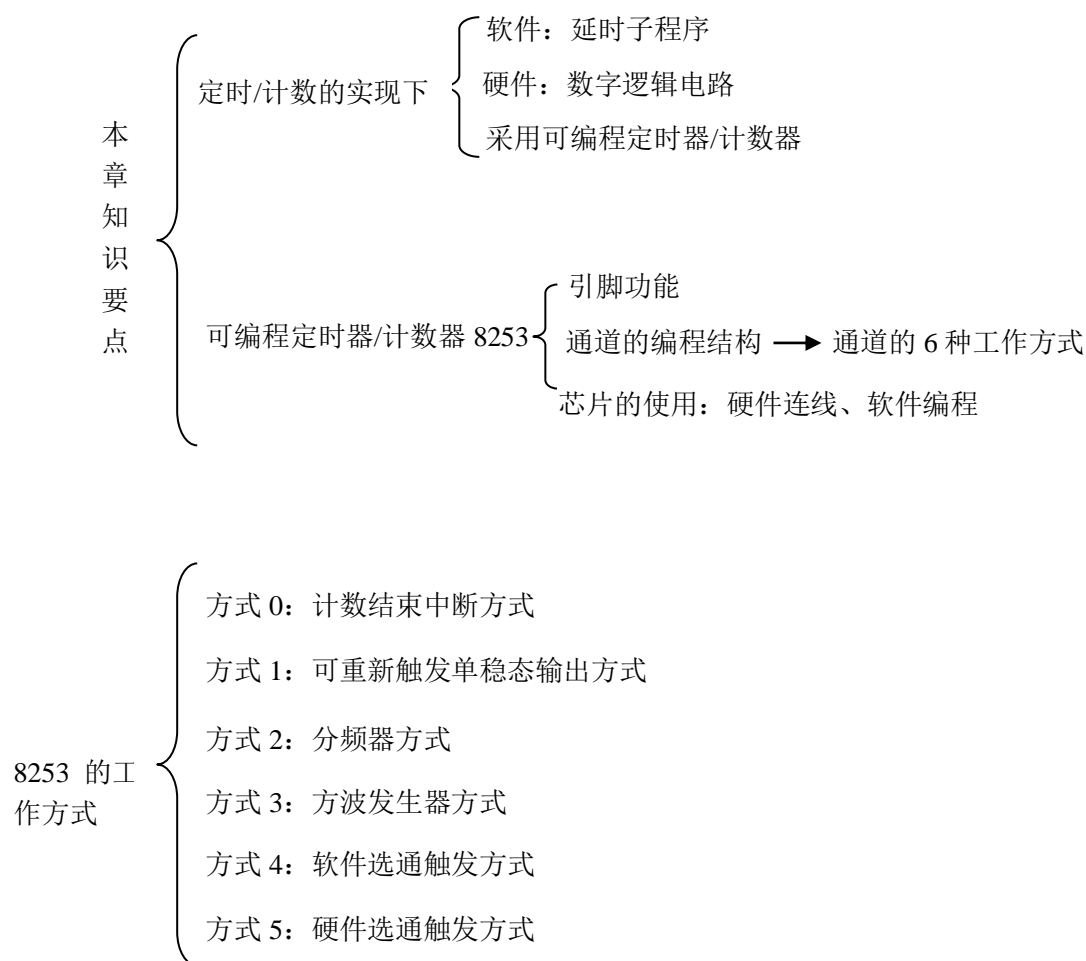 本章知识要点
定时/计数的实现下
软件：延时子程序
硬件：数字逻辑电路
采用可编程定时器/计数器
可编程定时器/计数器 8253
引脚功能
通道的编程结构 → 通道的 6 种工作方式
芯片的使用：硬件连线、软件编程
8253 的工
作方式
方式 0：计数结束中断方式
方式 1：可重新触发单稳态输出方式
方式 2：分频器方式
方式 3：方波发生器方式
方式 4：软件选通触发方式
方式 5：硬件选通触发方式